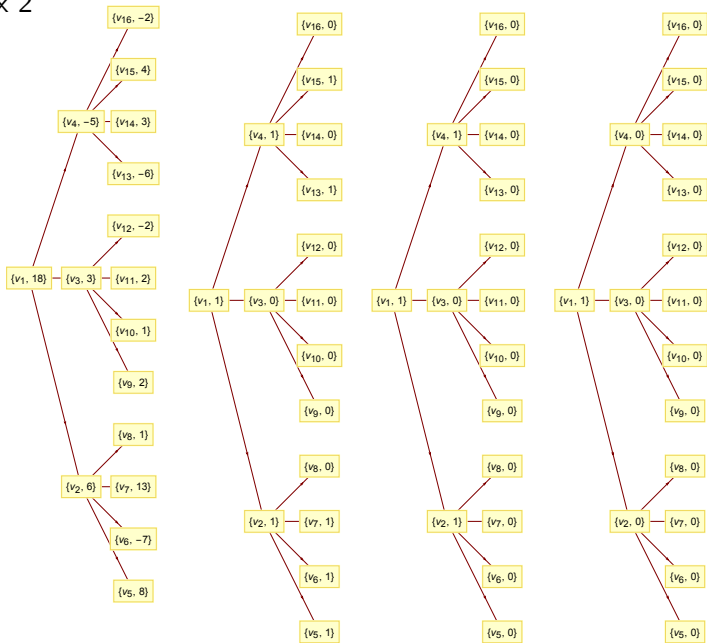 x 2
{v16, -2}
{v15, 4}
{v4, -5}
{v14, 3}
{v13, -6}
{v12, -2}
{v1, 18}
{v3, 3}
{v11, 2}
{v10, 1}
{v9, 2}
{v8, 1}
{v2, 6}
{v7, 13}
{v6, -7}
{v5, 8}
{v16, 0}
{v15, 1}
{v4, 1}
{v14, 0}
{v13, 1}
{v12, 0}
{v1, 1}
{v3, 0}
{v11, 0}
{v10, 0}
{v9, 0}
{v8, 0}
{v2, 1}
{v7, 1}
{v6, 1}
{v5, 1}
{v16, 0}
{v15, 0}
{v4, 1}
{v14, 0}
{v13, 0}
{v12, 0}
{v1, 1}
{v3, 0}
{v11, 0}
{v10, 0}
{v9, 0}
{v8, 0}
{v2, 1}
{v7, 0}
{v6, 0}
{v5, 0}
{v16, 0}
{v15, 0}
{v4, 0}
{v14, 0}
{v13, 0}
{v12, 0}
{v1, 1}
{v3, 0}
{v11, 0}
{v10, 0}
{v9, 0}
{v8, 0}
{v2, 0}
{v7, 0}
{v6, 0}
{v5, 0}